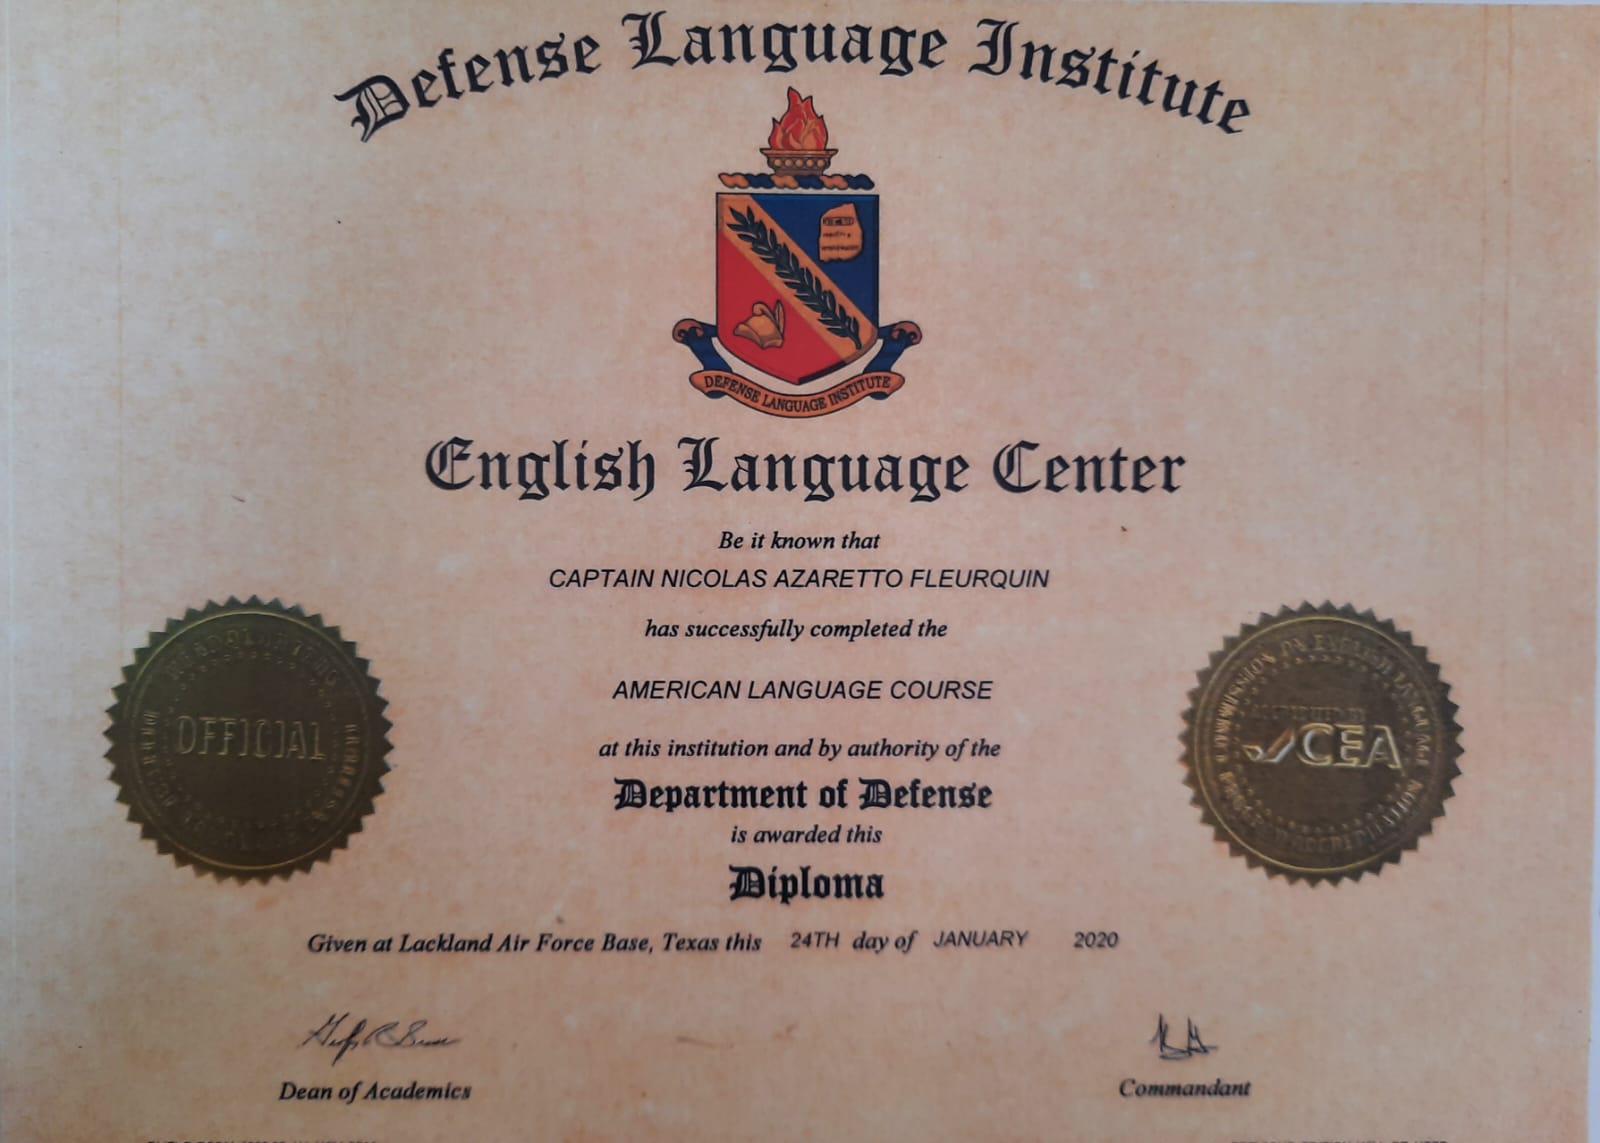 Defense Language Institute
DEFENSE LANGUAGE INSTITUTE
English Language Center
Be it known that
CAPTAIN NICOLAS AZARETTO FLEURQUIN
has successfully completed the
AMERICAN LANGUAGE COURSE
at this institution and by authority of the
Department of Defense
is awarded this
Diploma
OFFICIAL
COMMISSION ON ENGLISH LANGUAGE
CEA
Given at Lackland Air Force Base, Texas this 24TH day of JANUARY 2020
Dean of Academics
Commandant